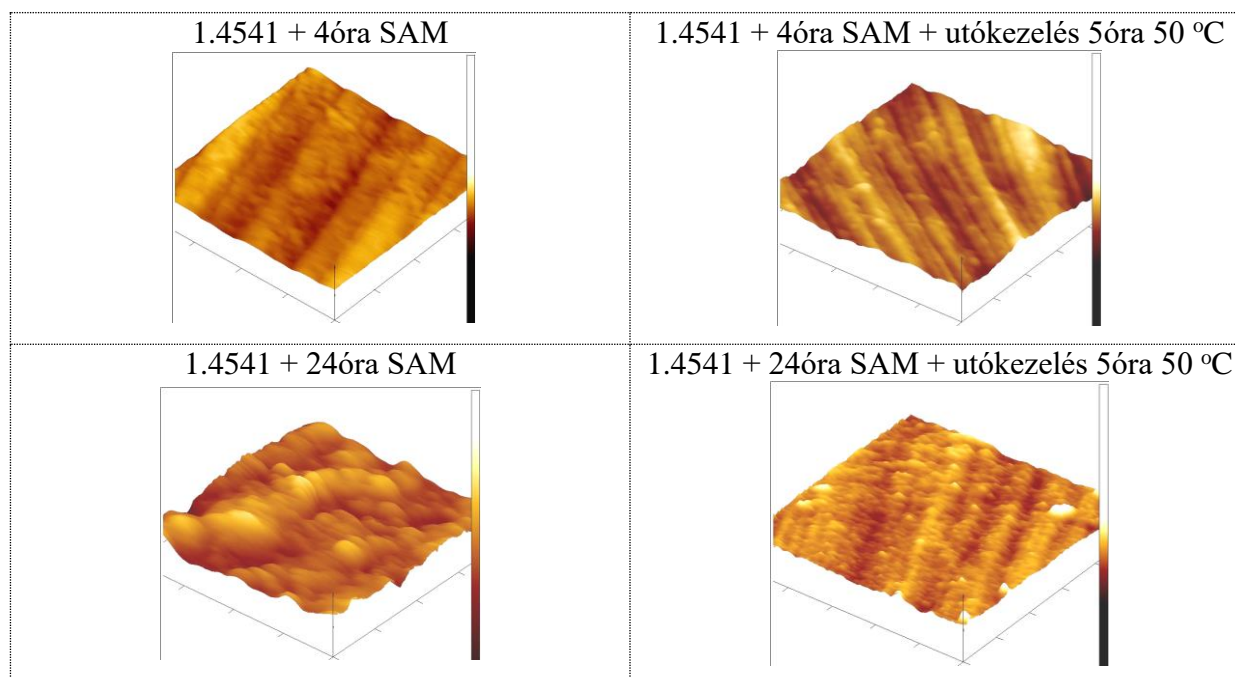 1.4541 + 4óra SAM
1.4541 + 4óra SAM + utókezelés 5óra 50 °C
1.4541 + 24óra SAM
1.4541 + 24óra SAM + utókezelés 5óra 50 °C